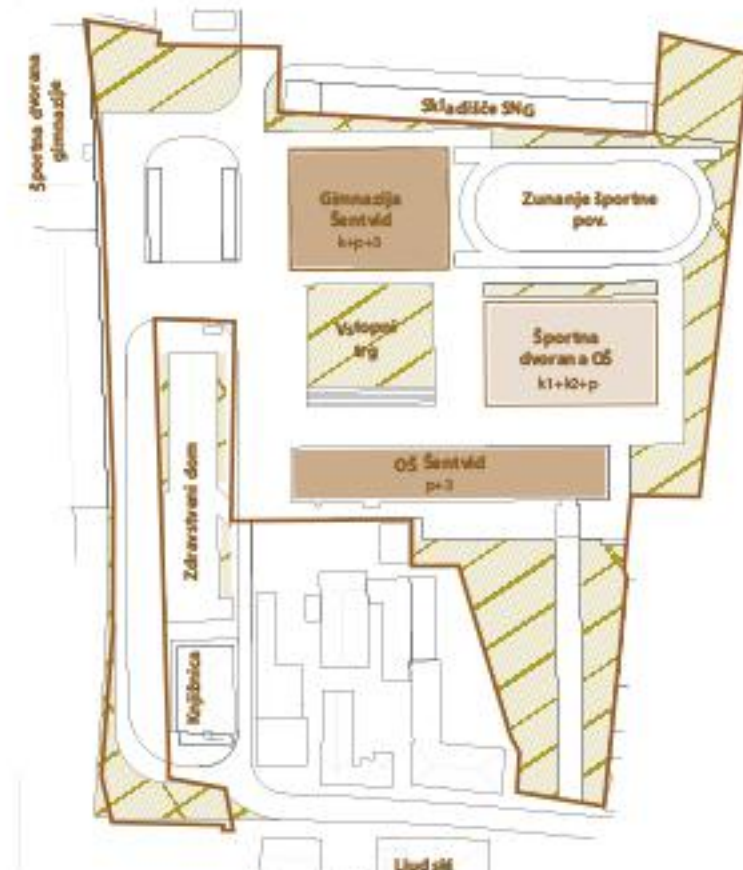 Športna dvorana
gimnazije
Skladišče SNG
Gimnazija
Šentvid
k+p+3
Zunanje športne
pov.
Vstopni
trg
Športna
dvorana OŠ
k1+k2+p
OŠ Šentvid
p+3
Zdravstveni dom
Knjižnica